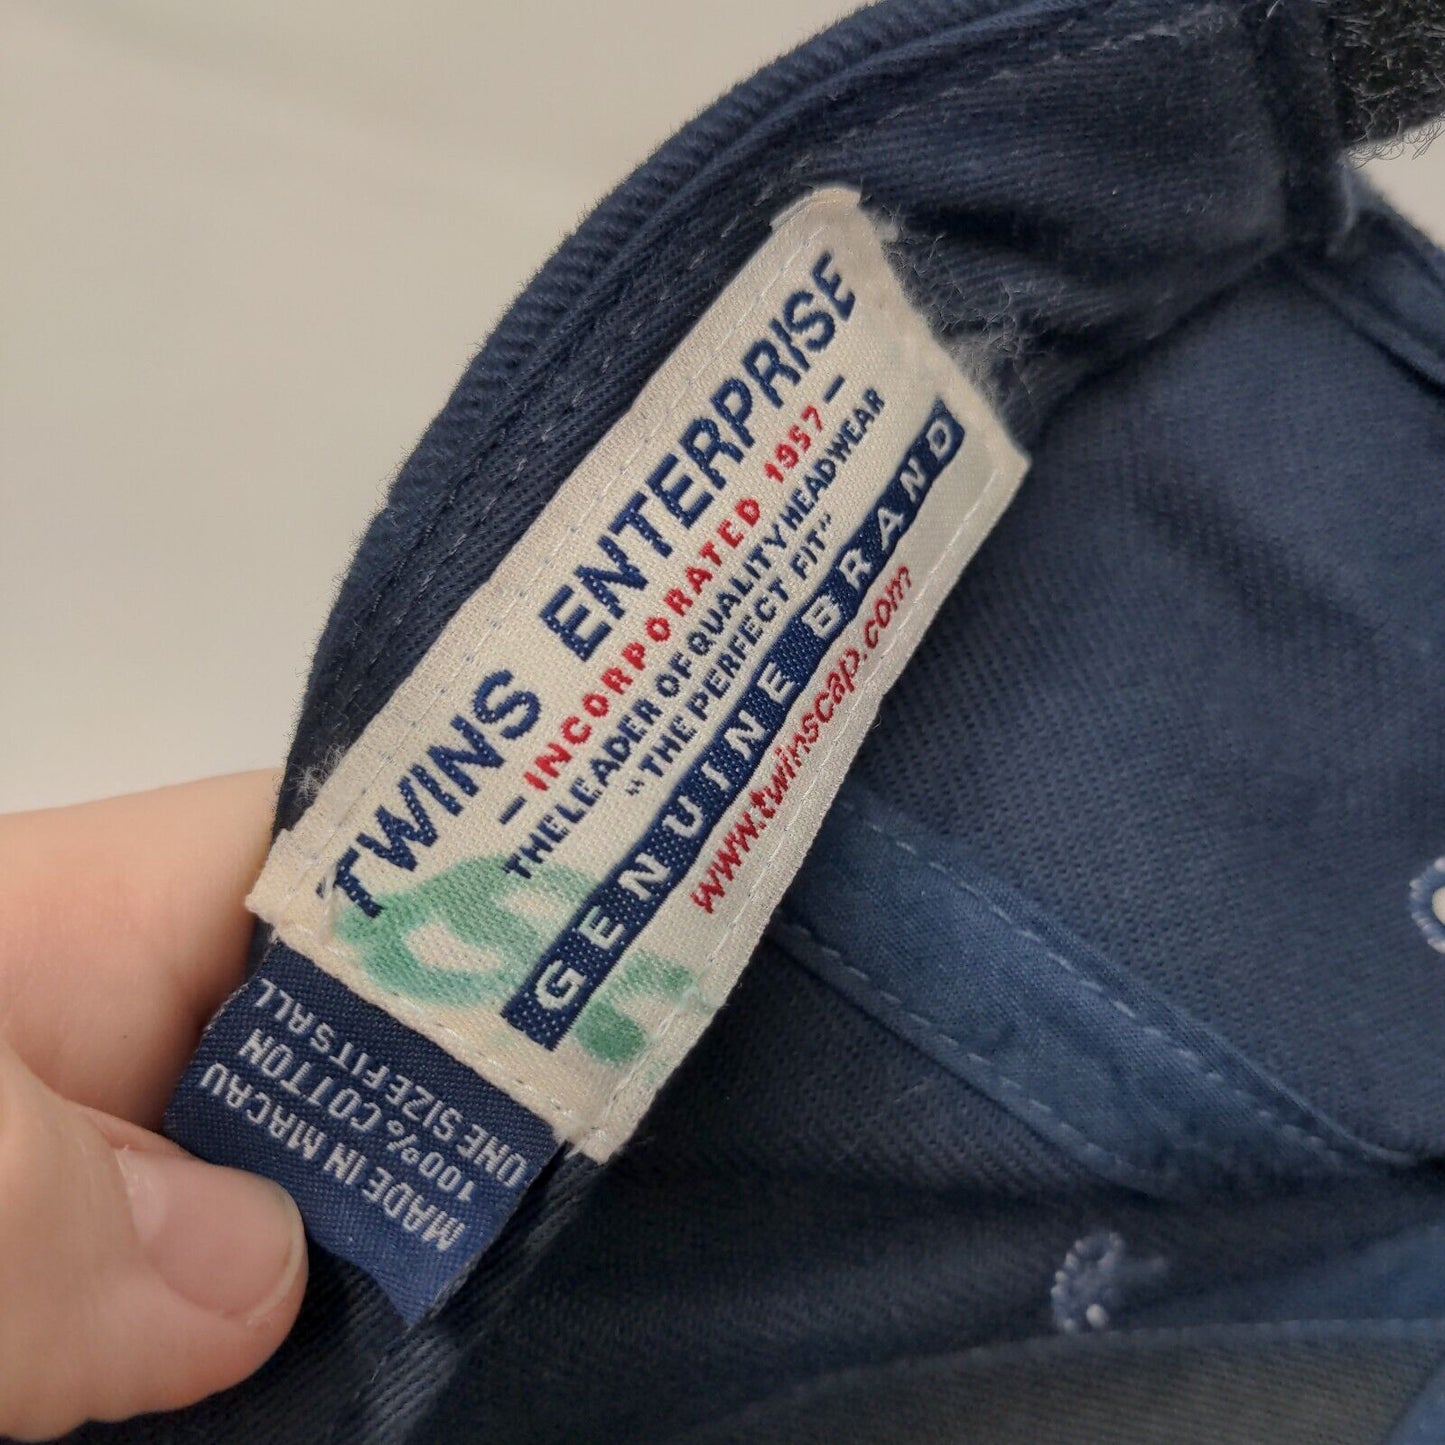 TWINS ENTERPRISE
- INCORPORATED 1957 -
THE LEADER OF QUALITY HEADWEAR
"THE PERFECT FIT"
GENUINE BRAND
www.twinscap.com
MADE IN MACAU
100% COTTON
ONE SIZE FITS ALL